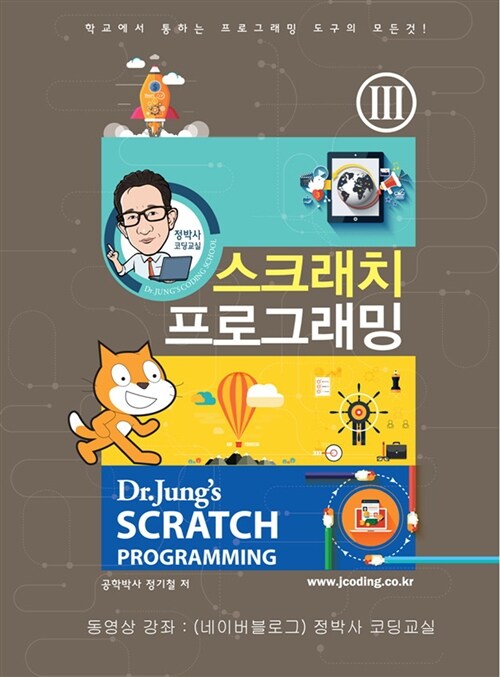 학교에서 통하는 프로그래밍 도구의 모든것!
III
정박사
코딩교실
Dr.JUNG'S CODING SCHOOL
스크래치
프로그래밍
Dr.Jung's
SCRATCH
PROGRAMMING
공학박사 정기철 저
www.jcoding.co.kr
동영상 강좌 : (네이버블로그) 정박사 코딩교실